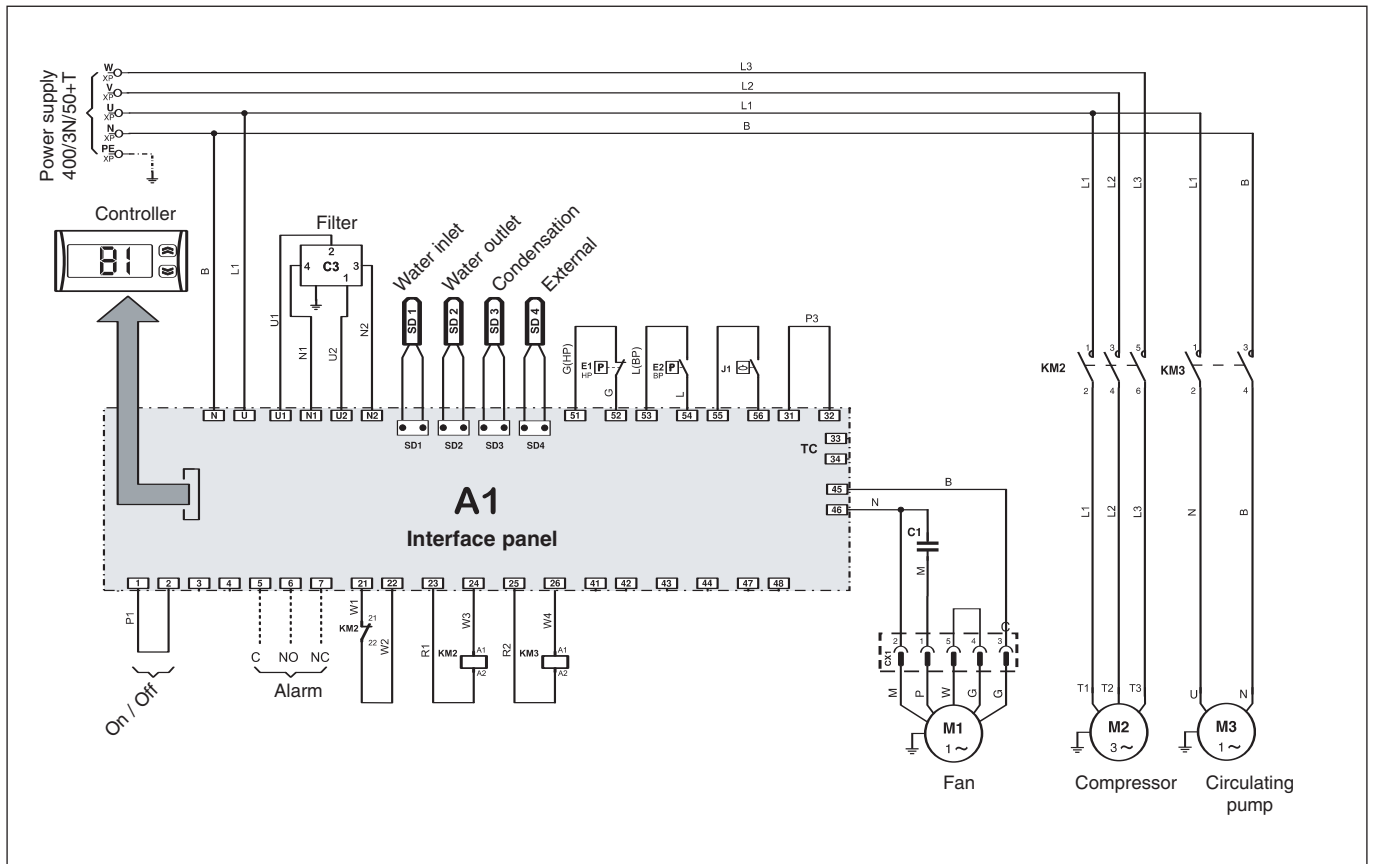 Power supply
400/3N/50+T
W
XP
V
XP
U
XP
N
XP
PE
XP
L3
L2
L1
B
Controller
81
B
L1
Filter
2
4 C3 3
1
U1
N1
U2
N2
Water inlet
Water outlet
Condensation
External
SD 1
SD 2
SD 3
SD 4
G(HP)
E1 P
HP
G
L(BP)
E2 P
BP
L
J1
P3
L1 L2 L3 L1 B
KM2
1 3 5
2 4 6
KM3
1 3
2 4
N U U1 N1 U2 N2
SD1 SD2 SD3 SD4
51 52 53 54 55 56 31 32
TC
33
34
45
46
B
N
A1
Interface panel
C1
M
L1 L2 L3 N B
1 2 3 4 5 6 7 21 22 23 24 25 26 41 42 43 44 47 48
P1
On / Off
C NO NC
Alarm
W1
KM2
21
22
W2
R1
KM2
W3
A1
A2
R2
KM3
W4
A1
A2
CX1
2 1 5 4 3
C
M P W G G
M1
1 ~
Fan
T1 T2 T3
M2
3 ~
Compressor
U N
M3
1 ~
Circulating
pump